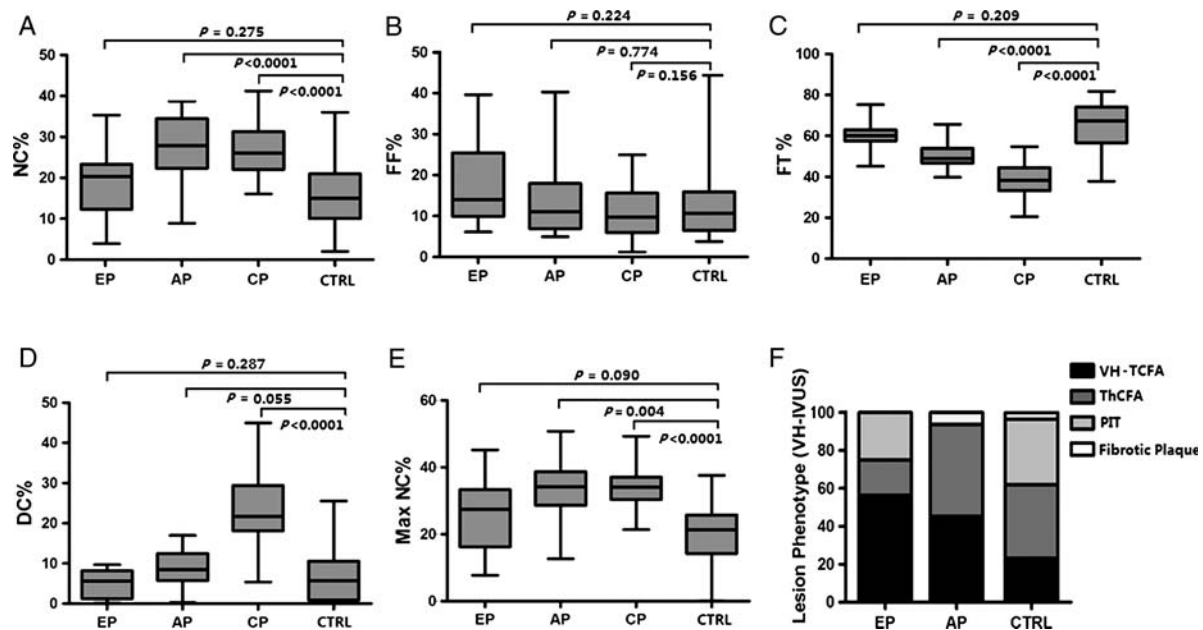 A
P = 0.275
P<0.0001
P<0.0001
NC%
50
40
30
20
10
0
EP AP CP CTRL
B
P = 0.224
P = 0.774
P = 0.156
FF%
50
40
30
20
10
0
EP AP CP CTRL
C
P = 0.209
P <0.0001
P<0.0001
FT %
100
80
60
40
20
0
EP AP CP CTRL
D
P = 0.287
P = 0.055
P<0.0001
DC%
50
40
30
20
10
0
EP AP CP CTRL
E
P = 0.090
P = 0.004
P<0.0001
Max NC%
60
40
20
0
EP AP CP CTRL
F
VH-TCFA
ThCFA
PIT
Fibrotic Plaque
Lesion Phenotype (VH-IVUS)
100
80
60
40
20
0
EP AP CTRL